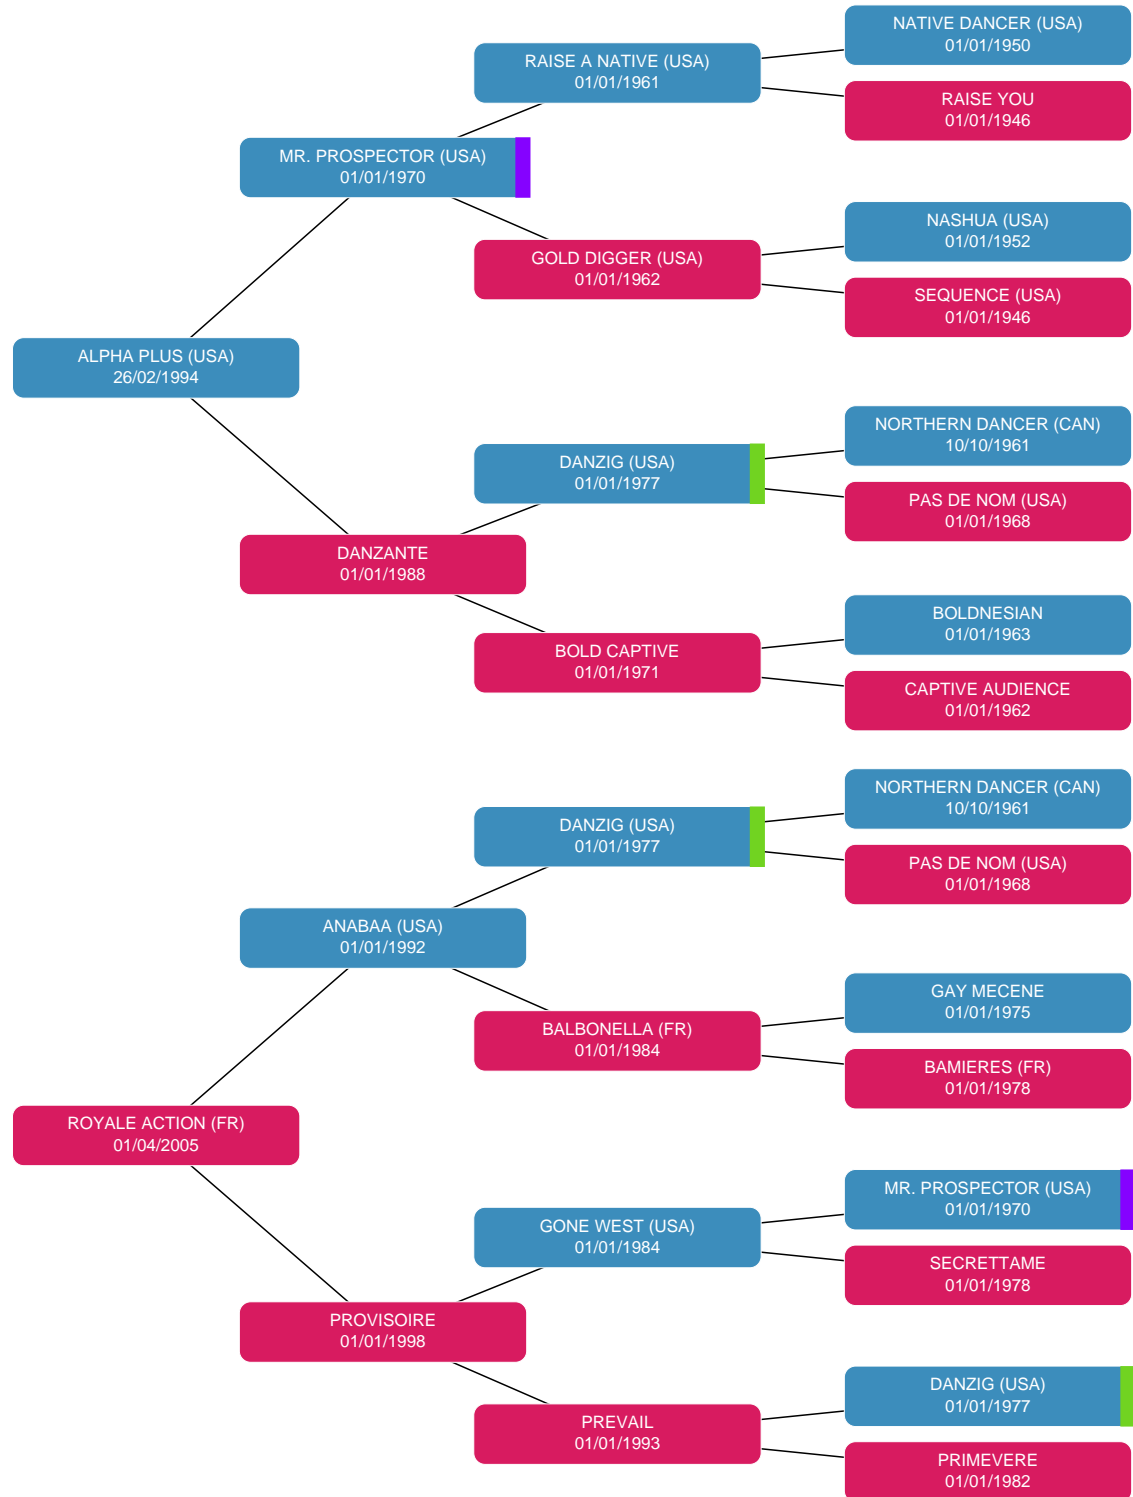 NATIVE DANCER (USA)
01/01/1950
RAISE A NATIVE (USA)
01/01/1961
RAISE YOU
01/01/1946
MR. PROSPECTOR (USA)
01/01/1970
NASHUA (USA)
01/01/1952
GOLD DIGGER (USA)
01/01/1962
SEQUENCE (USA)
01/01/1946
ALPHA PLUS (USA)
26/02/1994
NORTHERN DANCER (CAN)
10/10/1961
DANZIG (USA)
01/01/1977
PAS DE NOM (USA)
01/01/1968
DANZANTE
01/01/1988
BOLDNESIAN
01/01/1963
BOLD CAPTIVE
01/01/1971
CAPTIVE AUDIENCE
01/01/1962
NORTHERN DANCER (CAN)
10/10/1961
DANZIG (USA)
01/01/1977
PAS DE NOM (USA)
01/01/1968
ANABAA (USA)
01/01/1992
GAY MECENE
01/01/1975
BALBONELLA (FR)
01/01/1984
BAMIERES (FR)
01/01/1978
ROYALE ACTION (FR)
01/04/2005
MR. PROSPECTOR (USA)
01/01/1970
GONE WEST (USA)
01/01/1984
SECRETTAME
01/01/1978
PROVISOIRE
01/01/1998
DANZIG (USA)
01/01/1977
PREVAIL
01/01/1993
PRIMEVERE
01/01/1982